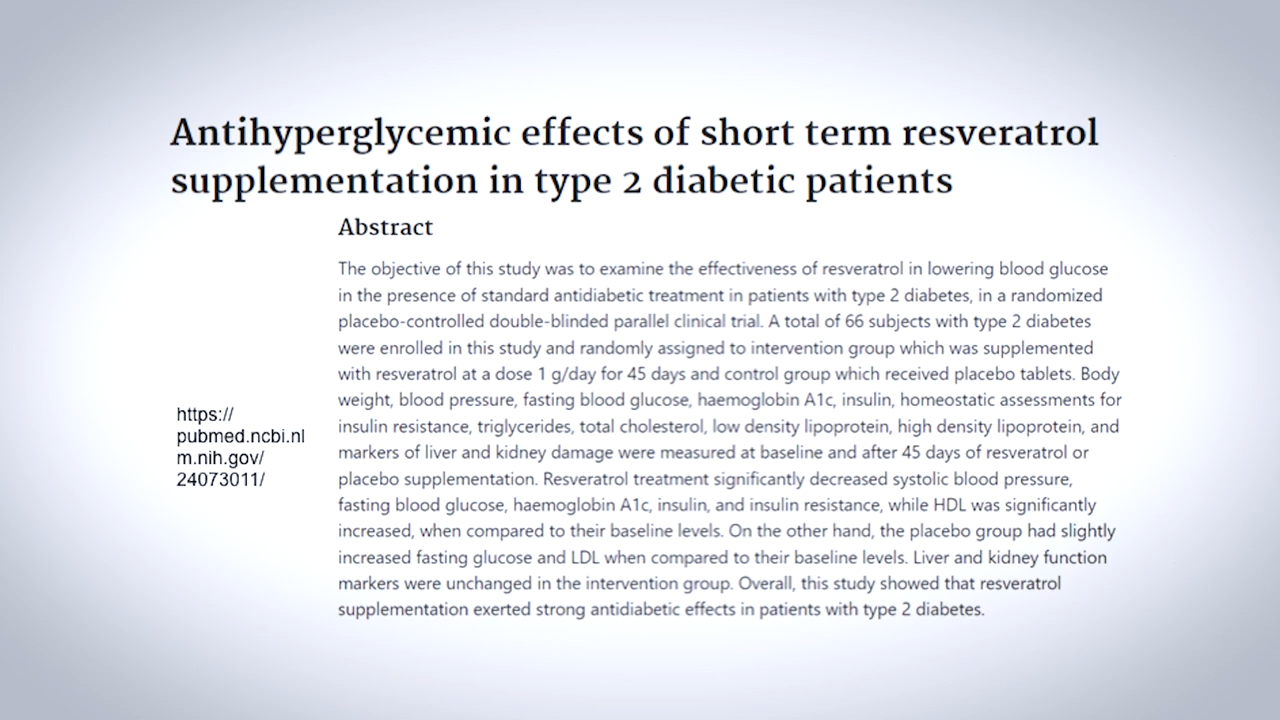 Antihyperglycemic effects of short term resveratrol
supplementation in type 2 diabetic patients
Abstract
The objective of this study was to examine the effectiveness of resveratrol in lowering blood glucose
in the presence of standard antidiabetic treatment in patients with type 2 diabetes, in a randomized
placebo-controlled double-blinded parallel clinical trial. A total of 66 subjects with type 2 diabetes
were enrolled in this study and randomly assigned to intervention group which was supplemented
with resveratrol at a dose 1 g/day for 45 days and control group which received placebo tablets. Body
weight, blood pressure, fasting blood glucose, haemoglobin A1c, insulin, homeostatic assessments for
insulin resistance, triglycerides, total cholesterol, low density lipoprotein, high density lipoprotein, and
markers of liver and kidney damage were measured at baseline and after 45 days of resveratrol or
placebo supplementation. Resveratrol treatment significantly decreased systolic blood pressure,
fasting blood glucose, haemoglobin A1c, insulin, and insulin resistance, while HDL was significantly
increased, when compared to their baseline levels. On the other hand, the placebo group had slightly
increased fasting glucose and LDL when compared to their baseline levels. Liver and kidney function
markers were unchanged in the intervention group. Overall, this study showed that resveratrol
supplementation exerted strong antidiabetic effects in patients with type 2 diabetes.
https://
pubmed.ncbi.nl
m.nih.gov/
24073011/